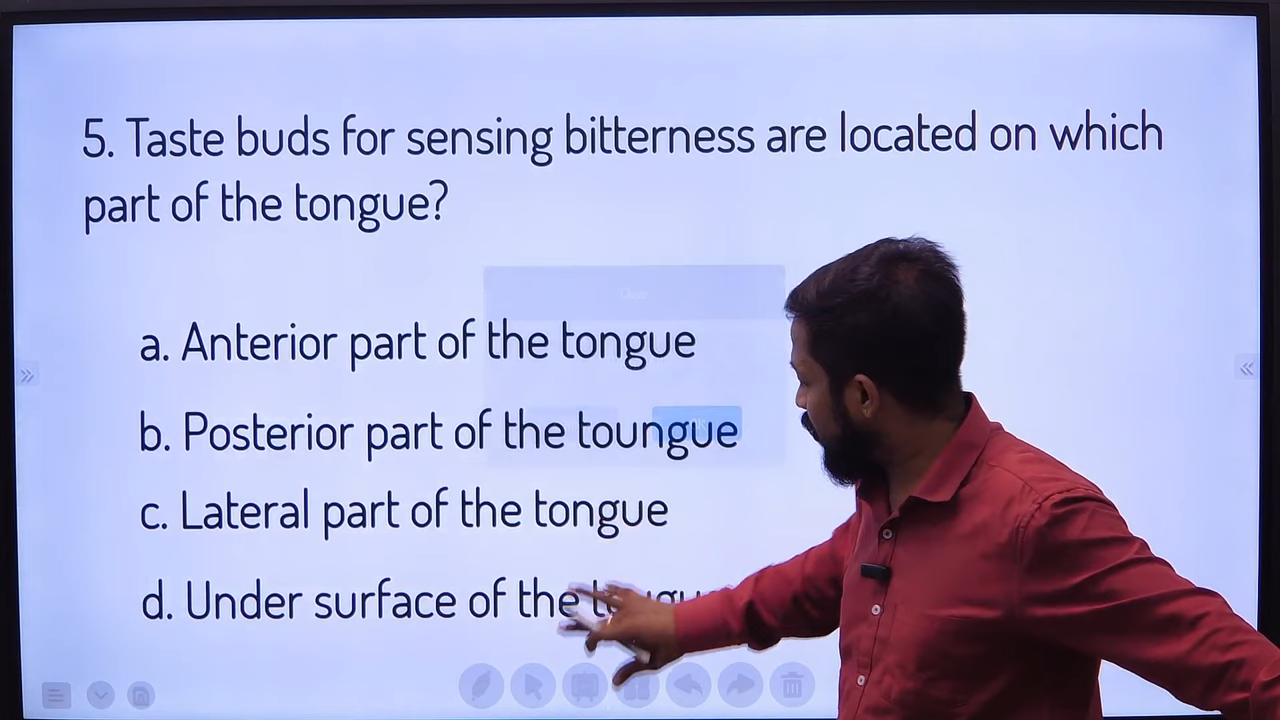 5. Taste buds for sensing bitterness are located on which
part of the tongue?
a. Anterior part of the tongue
b. Posterior part of the toungue
c. Lateral part of the tongue
d. Under surface of the